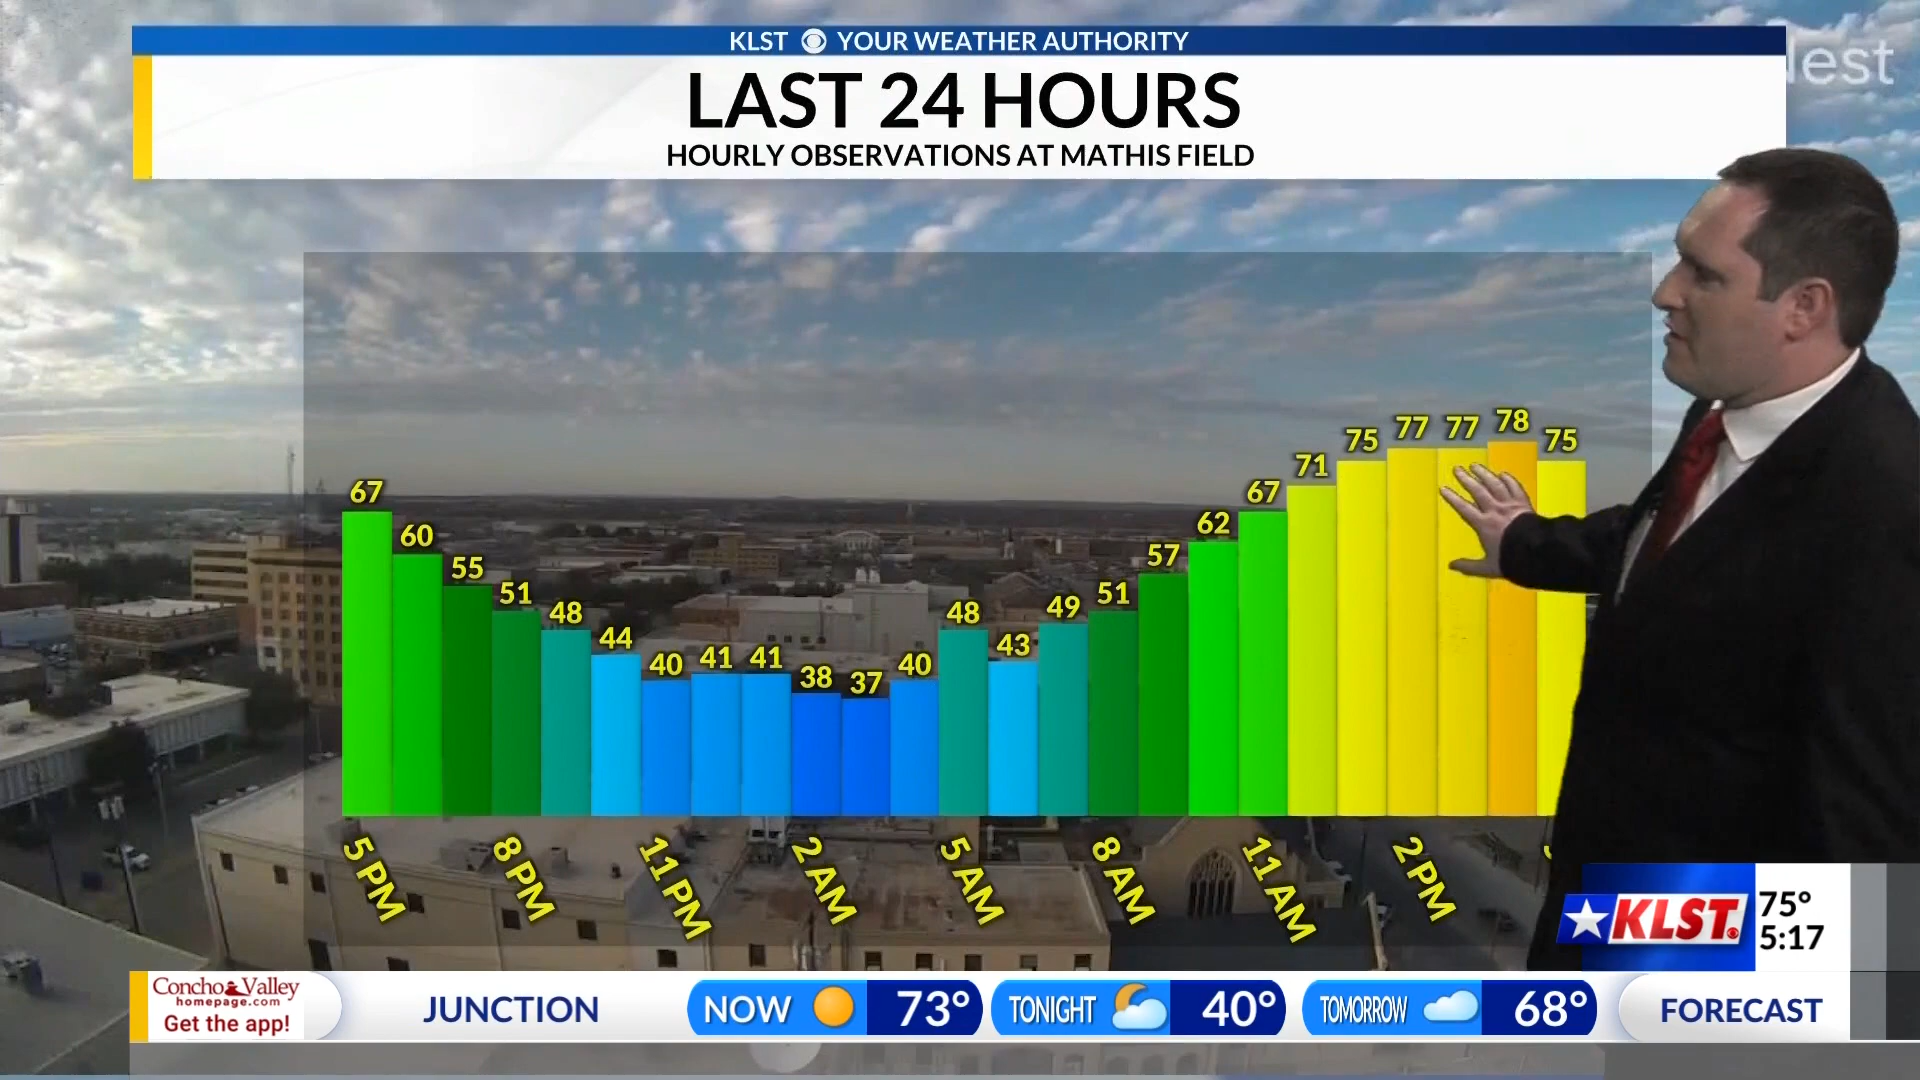 KLST YOUR WEATHER AUTHORITY
LAST 24 HOURS
HOURLY OBSERVATIONS AT MATHIS FIELD
67 60 55 51 48 44 40 41 41 38 37 40 48 43 49 51 57 62 67 71 75 77 77 78 75
5 PM 8 PM 11 PM 2 AM 5 AM 8 AM 11 AM 2 PM
KLST
75°
5:17
Concho Valley
homepage.com
Get the app!
JUNCTION NOW 73° TONIGHT 40° TOMORROW 68° FORECAST